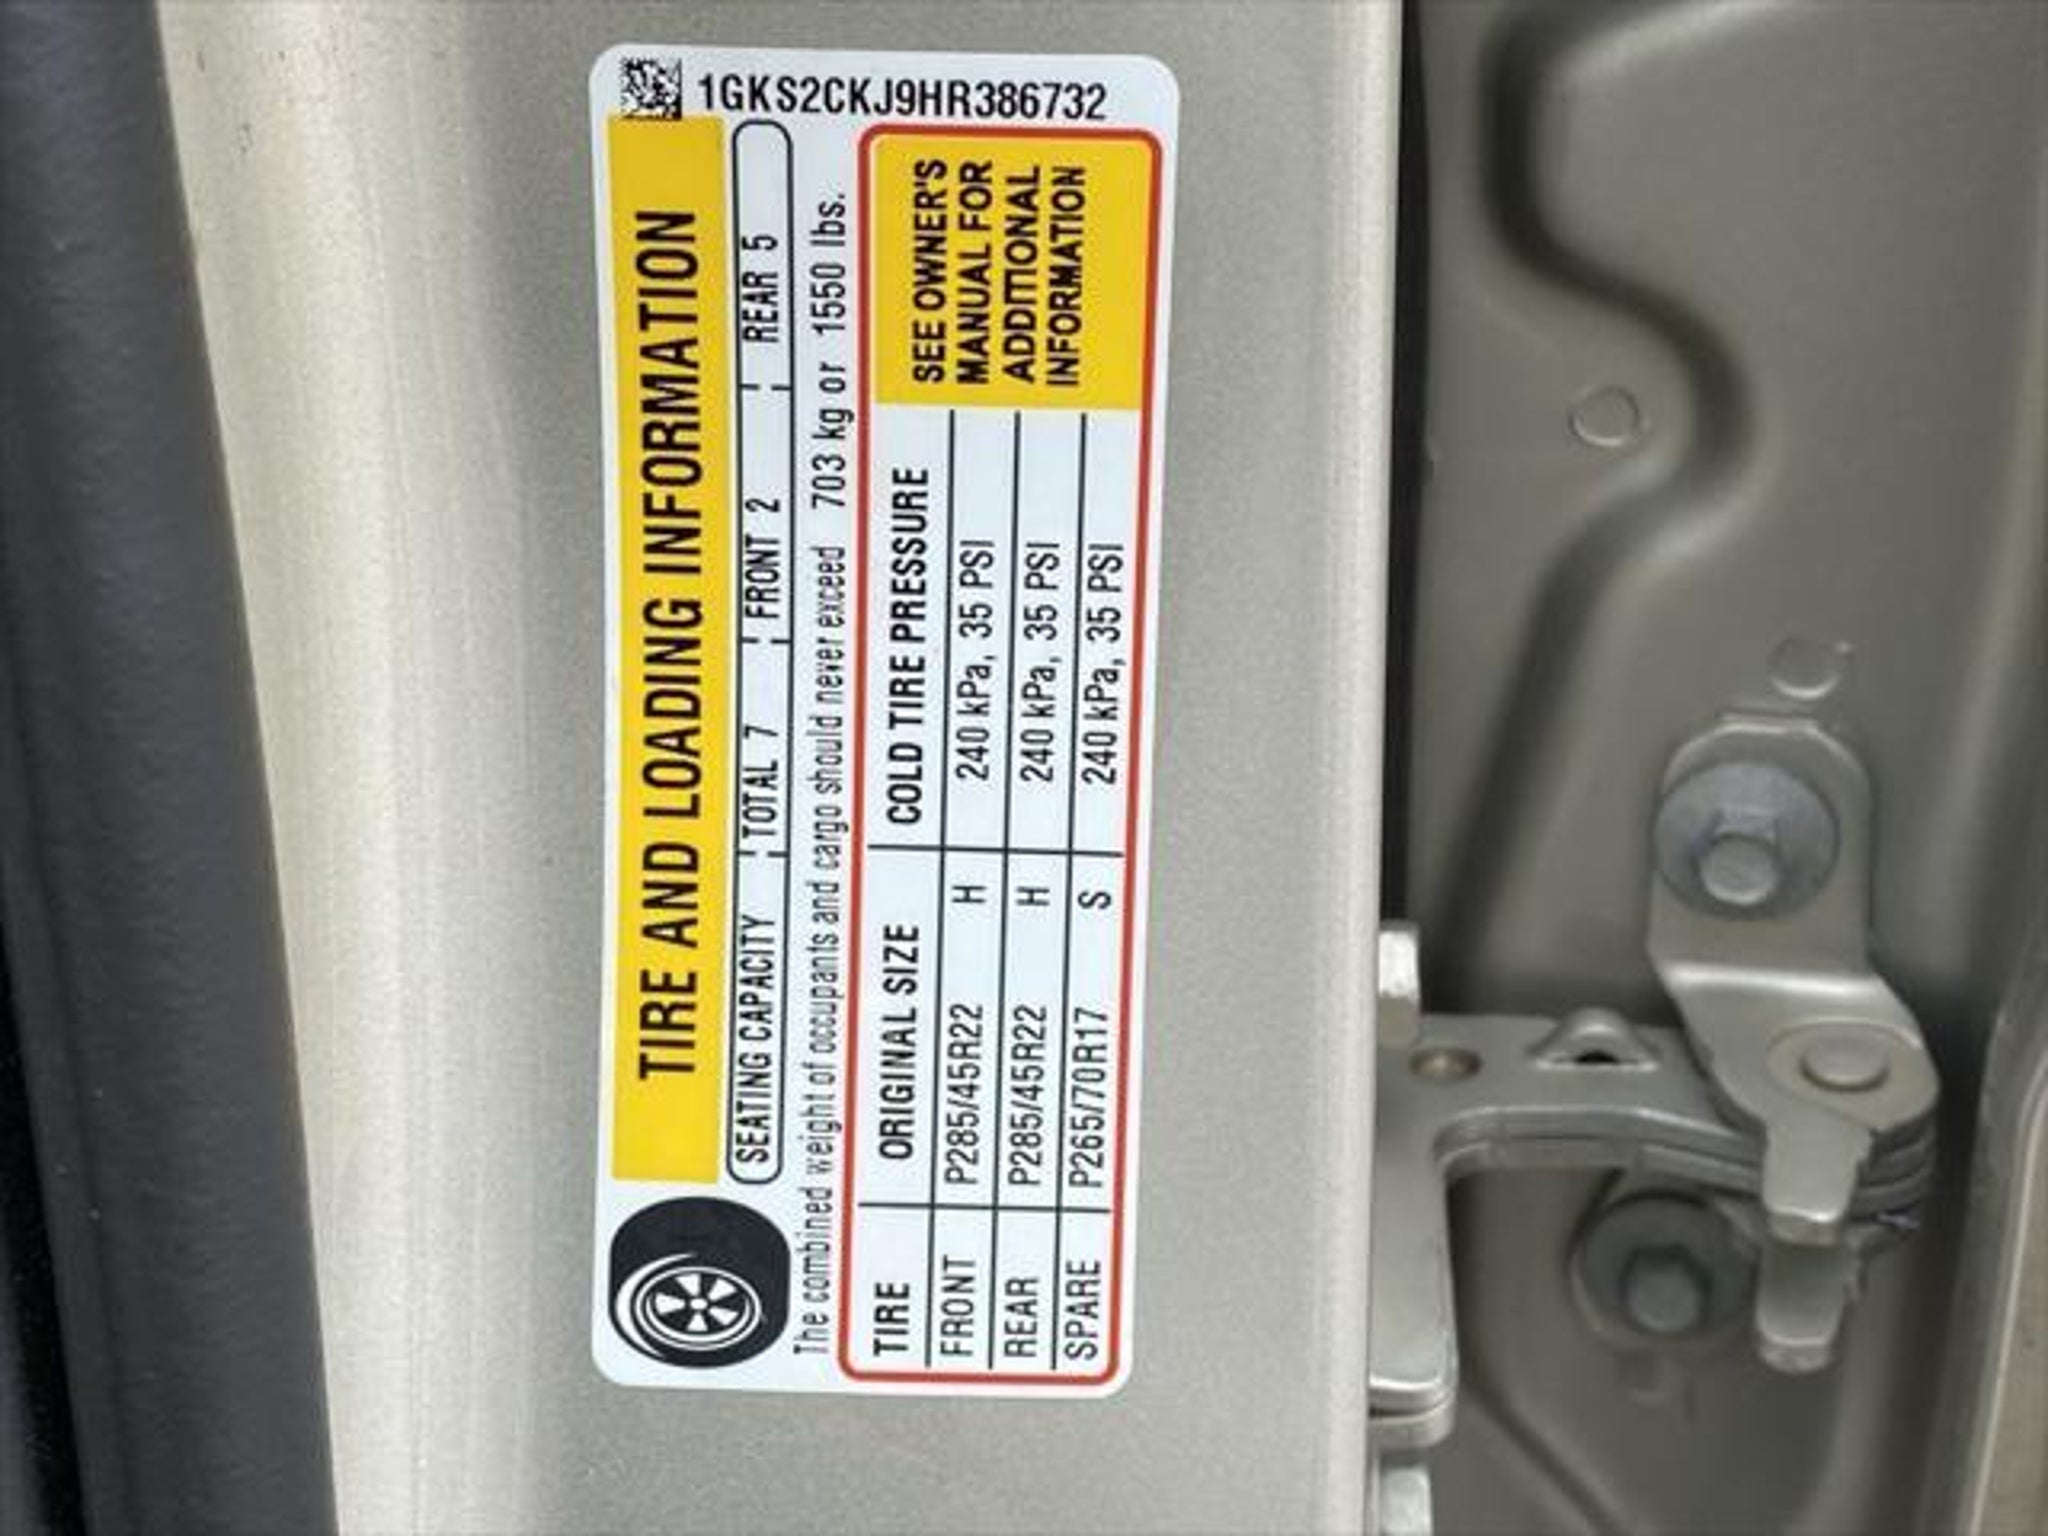 1GKS2CKJ9HR386732
TIRE AND LOADING INFORMATION
SEATING CAPACITY TOTAL 7 FRONT 2 REAR 5
The combined weight of occupants and cargo should never exceed 703 kg or 1550 lbs.
TIRE ORIGINAL SIZE COLD TIRE PRESSURE
FRONT P285/45R22 H 240 kPa, 35 PSI
REAR P285/45R22 H 240 kPa, 35 PSI
SPARE P265/70R17 S 240 kPa, 35 PSI
SEE OWNER'S
MANUAL FOR
ADDITIONAL
INFORMATION